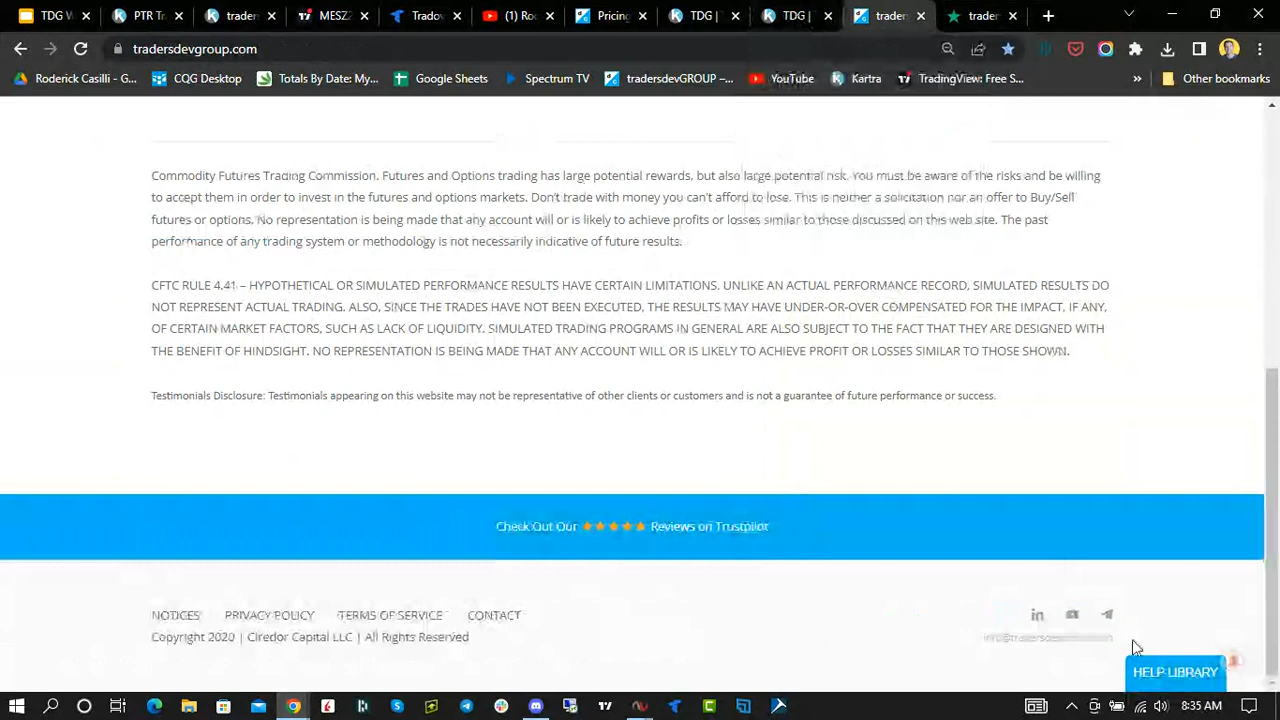 TDG W
PTR Tr
trader
MESZ2
Tradov
(1) Ro
Pricing
TDG |
TDG |
trader
trader
tradersdevgroup.com
Roderick Casilli - G...
CQG Desktop
Totals By Date: My...
Google Sheets
Spectrum TV
tradersdevGROUP –...
YouTube
Kartra
TradingView: Free S...
Other bookmarks
Commodity Futures Trading Commission. Futures and Options trading has large potential rewards, but also large potential risk. You must be aware of the risks and be willing
to accept them in order to invest in the futures and options markets. Don't trade with money you can't afford to lose. This is neither a solicitation nor an offer to Buy/Sell
futures or options. No representation is being made that any account will or is likely to achieve profits or losses similar to those discussed on this web site. The past
performance of any trading system or methodology is not necessarily indicative of future results.
CFTC RULE 4.41 – HYPOTHETICAL OR SIMULATED PERFORMANCE RESULTS HAVE CERTAIN LIMITATIONS. UNLIKE AN ACTUAL PERFORMANCE RECORD, SIMULATED RESULTS DO
NOT REPRESENT ACTUAL TRADING. ALSO, SINCE THE TRADES HAVE NOT BEEN EXECUTED, THE RESULTS MAY HAVE UNDER-OR-OVER COMPENSATED FOR THE IMPACT, IF ANY,
OF CERTAIN MARKET FACTORS, SUCH AS LACK OF LIQUIDITY. SIMULATED TRADING PROGRAMS IN GENERAL ARE ALSO SUBJECT TO THE FACT THAT THEY ARE DESIGNED WITH
THE BENEFIT OF HINDSIGHT. NO REPRESENTATION IS BEING MADE THAT ANY ACCOUNT WILL OR IS LIKELY TO ACHIEVE PROFIT OR LOSSES SIMILAR TO THOSE SHOWN.
Testimonials Disclosure: Testimonials appearing on this website may not be representative of other clients or customers and is not a guarantee of future performance or success.
Check Out Our ★★★★★ Reviews on Trustpilot
NOTICES PRIVACY POLICY TERMS OF SERVICE CONTACT
Copyright 2020 | Ciredor Capital LLC | All Rights Reserved
HELP LIBRARY
8:35 AM